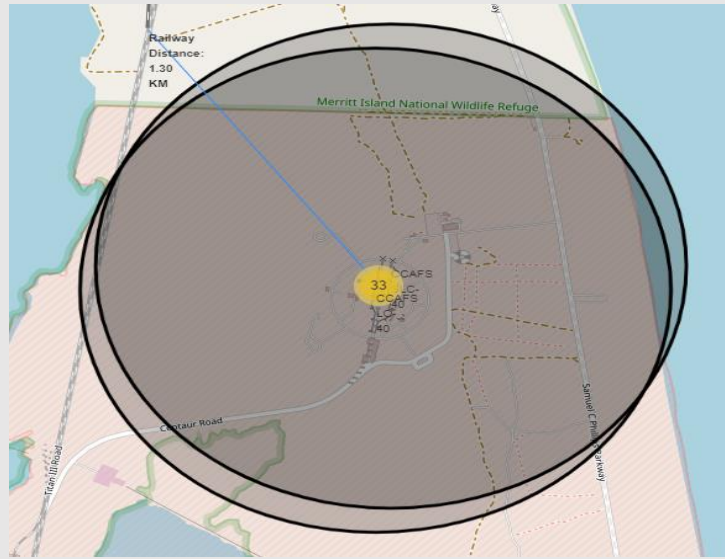 Railway
Distance:
1.30
KM
Merritt Island National Wildlife Refuge
33
CCAFS
LC-
CCAFS
40
LC-
40
Centaur Road
Titan III Road
Samuel C Phillips Parkway